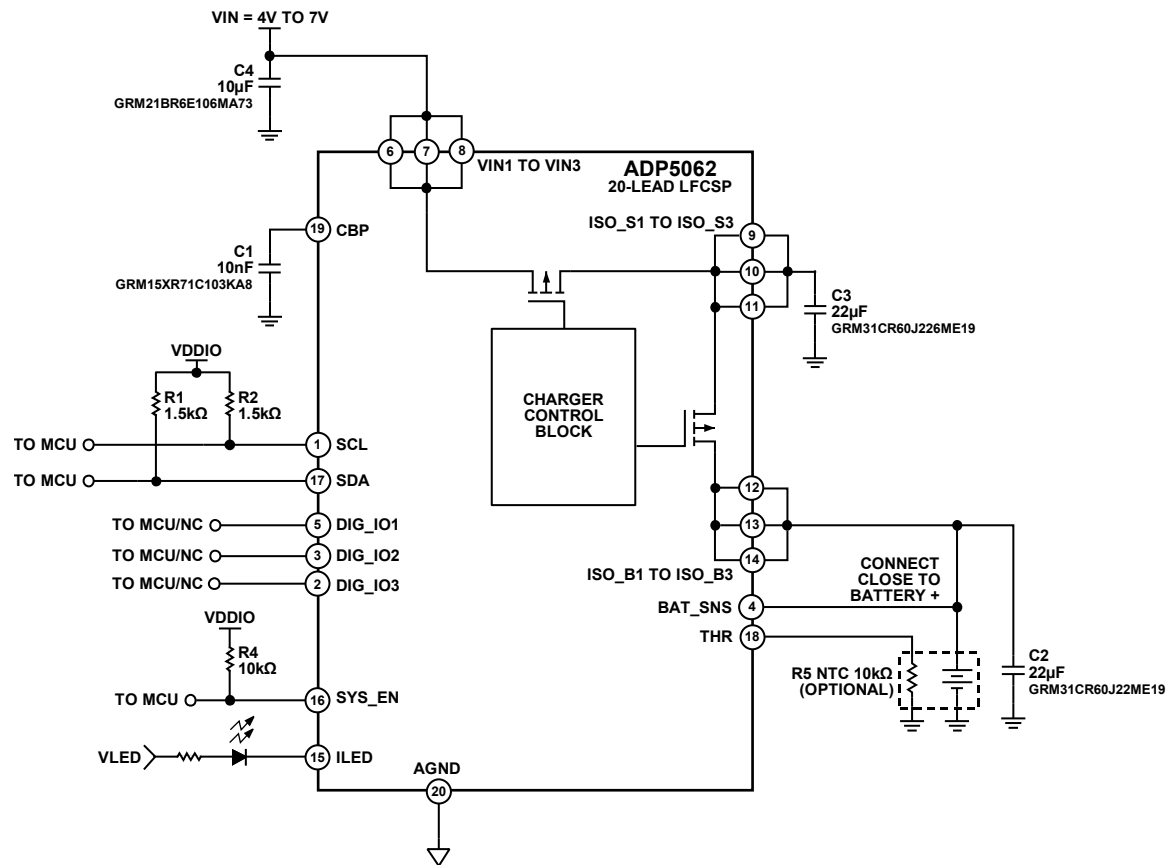 VIN = 4V TO 7V
C4
10µF
GRM21BR6E106MA73
6
7
8
VIN1 TO VIN3
ADP5062
20-LEAD LFCSP
19
CBP
C1
10nF
GRM15XR71C103KA8
ISO_S1 TO ISO_S3
9
10
11
C3
22µF
GRM31CR60J226ME19
VDDIO
R1
1.5kΩ
R2
1.5kΩ
CHARGER
CONTROL
BLOCK
TO MCU
1
SCL
TO MCU
17
SDA
TO MCU/NC
5
DIG_IO1
TO MCU/NC
3
DIG_IO2
TO MCU/NC
2
DIG_IO3
12
13
14
ISO_B1 TO ISO_B3
CONNECT
CLOSE TO
BATTERY +
BAT_SNS
4
THR
18
VDDIO
R4
10kΩ
TO MCU
16
SYS_EN
R5 NTC 10kΩ
(OPTIONAL)
C2
22µF
GRM31CR60J22ME19
VLED
15
ILED
AGND
20